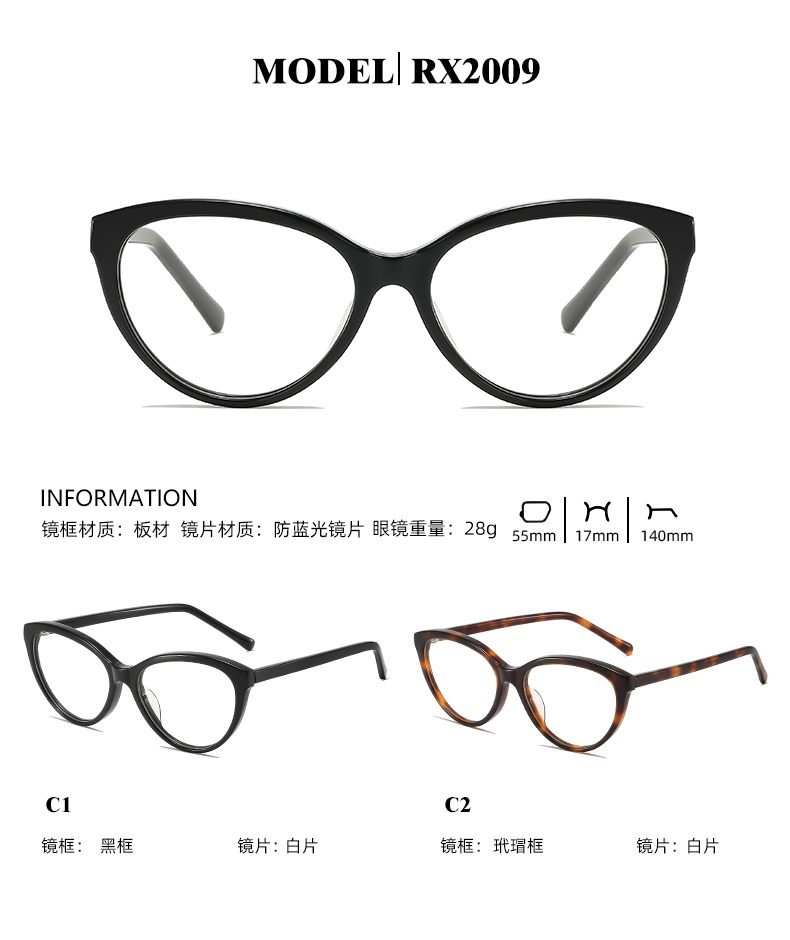 MODEL RX2009
INFORMATION
镜框材质：板材 镜片材质：防蓝光镜片 眼镜重量：28g
55mm 17mm 140mm
C1 C2
镜框： 黑框 镜片：白片 镜框：玳瑁框 镜片：白片